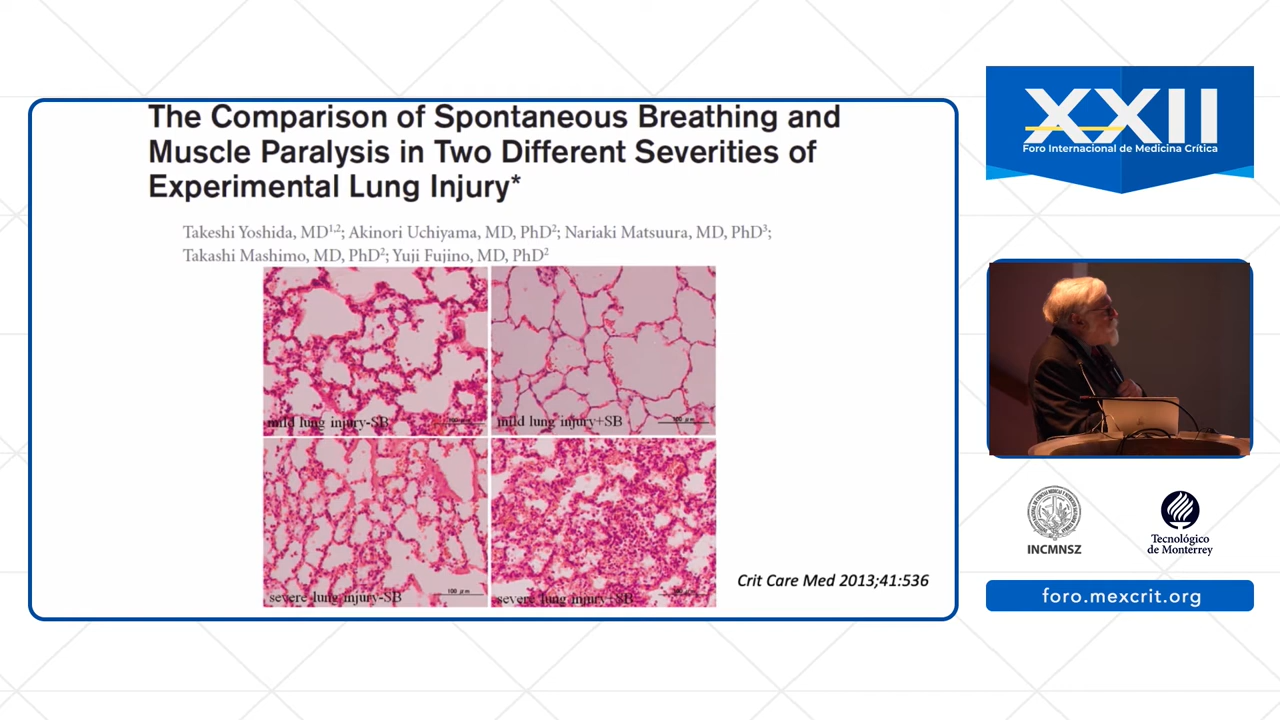 The Comparison of Spontaneous Breathing and
Muscle Paralysis in Two Different Severities of
Experimental Lung Injury*
Takeshi Yoshida, MD1,2; Akinori Uchiyama, MD, PhD2; Nariaki Matsuura, MD, PhD3;
Takashi Mashimo, MD, PhD2; Yuji Fujino, MD, PhD2
mild lung injury-SB
mild lung injury+SB
severe lung injury-SB
100 μm
severe lung injury+SB
Crit Care Med 2013;41:536
XXII
Foro Internacional de Medicina Crítica
INCMNSZ
Tecnológico
de Monterrey
foro.mexcrit.org